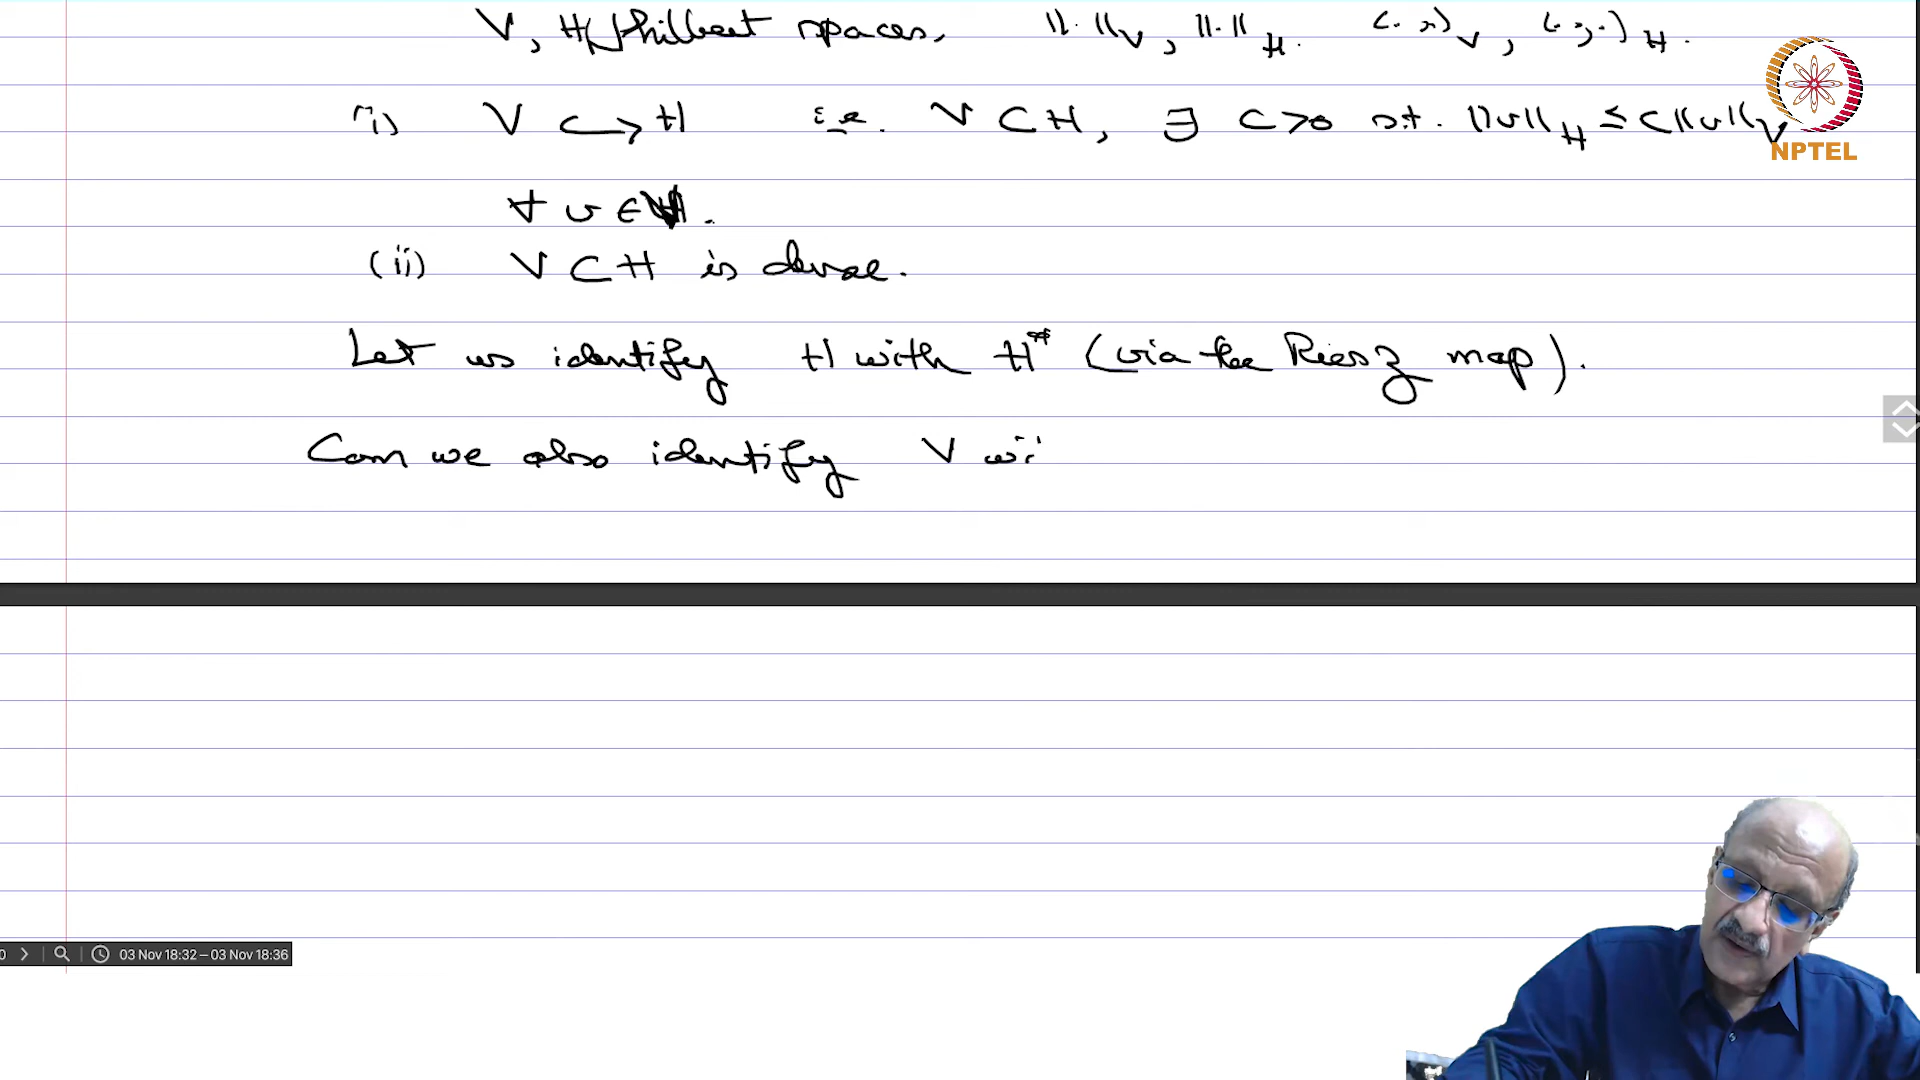 V, H Hilbert spaces. ||·||_V, ||·||_H. (·,·)_V, (·,·)_H.
NPTEL
(i) V ↪ H i.e. V ⊂ H, ∃ C>0 s.t. ||v||_H ≤ C||v||_V
∀ v ∈ V.
(ii) V ⊂ H is dense.
Let us identify H with H* (via the Riesz map).
Can we also identify V wi
03 Nov 18:32 – 03 Nov 18:36